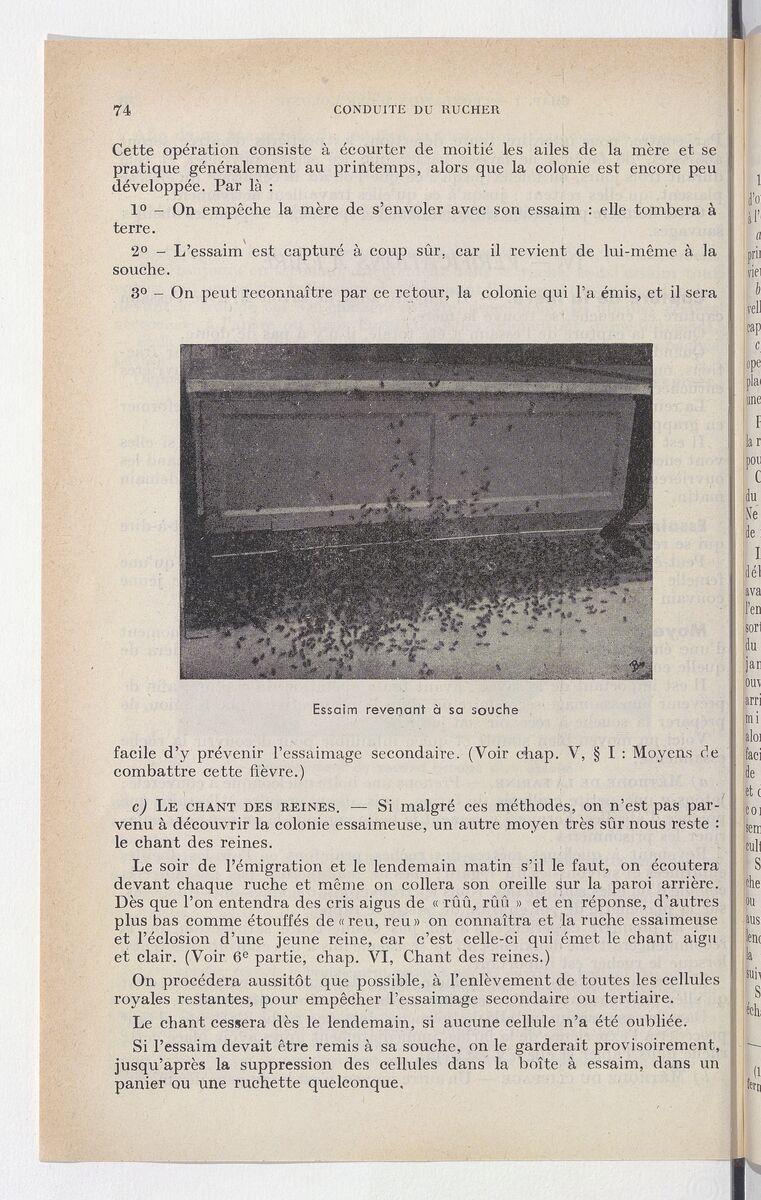 74
CONDUITE DU RUCHER
Cette opération consiste à écourter de moitié les ailes de la mère et se
pratique généralement au printemps, alors que la colonie est encore peu
développée. Par là :
1º – On empêche la mère de s'envoler avec son essaim : elle tombera à
terre.
2º – L'essaim est capturé à coup sûr, car il revient de lui-même à la
souche.
3º – On peut reconnaître par ce retour, la colonie qui l'a émis, et il sera
Essaim revenant à sa souche
facile d'y prévenir l'essaimage secondaire. (Voir chap. V, § I : Moyens de
combattre cette fièvre.)
c) LE CHANT DES REINES. — Si malgré ces méthodes, on n'est pas par-
venu à découvrir la colonie essaimeuse, un autre moyen très sûr nous reste :
le chant des reines.
Le soir de l'émigration et le lendemain matin s'il le faut, on écoutera
devant chaque ruche et même on collera son oreille sur la paroi arrière.
Dès que l'on entendra des cris aigus de « rûû, rûû » et en réponse, d'autres
plus bas comme étouffés de « reu, reu » on connaîtra et la ruche essaimeuse
et l'éclosion d'une jeune reine, car c'est celle-ci qui émet le chant aigu
et clair. (Voir 6e partie, chap. VI, Chant des reines.)
On procédera aussitôt que possible, à l'enlèvement de toutes les cellules
royales restantes, pour empêcher l'essaimage secondaire ou tertiaire.
Le chant cessera dès le lendemain, si aucune cellule n'a été oubliée.
Si l'essaim devait être remis à sa souche, on le garderait provisoirement,
jusqu'après la suppression des cellules dans la boîte à essaim, dans un
panier ou une ruchette quelconque.